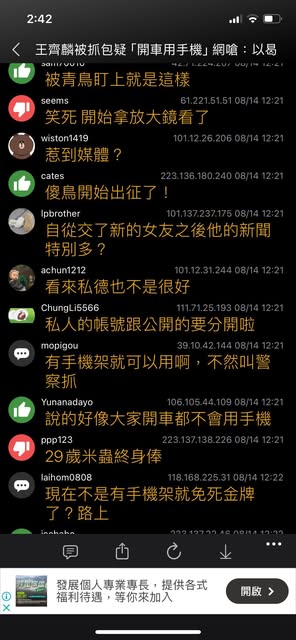 2:42
王齊麟被抓包疑「開車用手機」網嗆：以曷
sam70616 42.71.224.207 08/14 12:21
被青鳥盯上就是這樣
seems 61.221.51.51 08/14 12:21
笑死 開始拿放大鏡看了
wiston1419 101.12.26.206 08/14 12:21
惹到媒體？
cates 223.136.180.240 08/14 12:21
傻鳥開始出征了！
lpbrother 101.137.237.175 08/14 12:21
自從交了新的女友之後他的新聞
特別多？
achun1212 101.12.31.244 08/14 12:21
看來私德也不是很好
ChungLi5566 111.71.25.193 08/14 12:21
私人的帳號跟公開的要分開啦
mopigou 39.10.42.144 08/14 12:21
有手機架就可以用啊，不然叫警
察抓
Yunanadayo 106.105.44.109 08/14 12:21
說的好像大家開車都不會用手機
ppp123 223.137.138.226 08/14 12:21
29歲米蟲終身俸
laihom0808 118.168.225.31 08/14 12:22
現在不是有手機架就免死金牌
了？路上
08/14 12:22
發展個人專業專長，提供各式
福利待遇，等你來加入
開啟